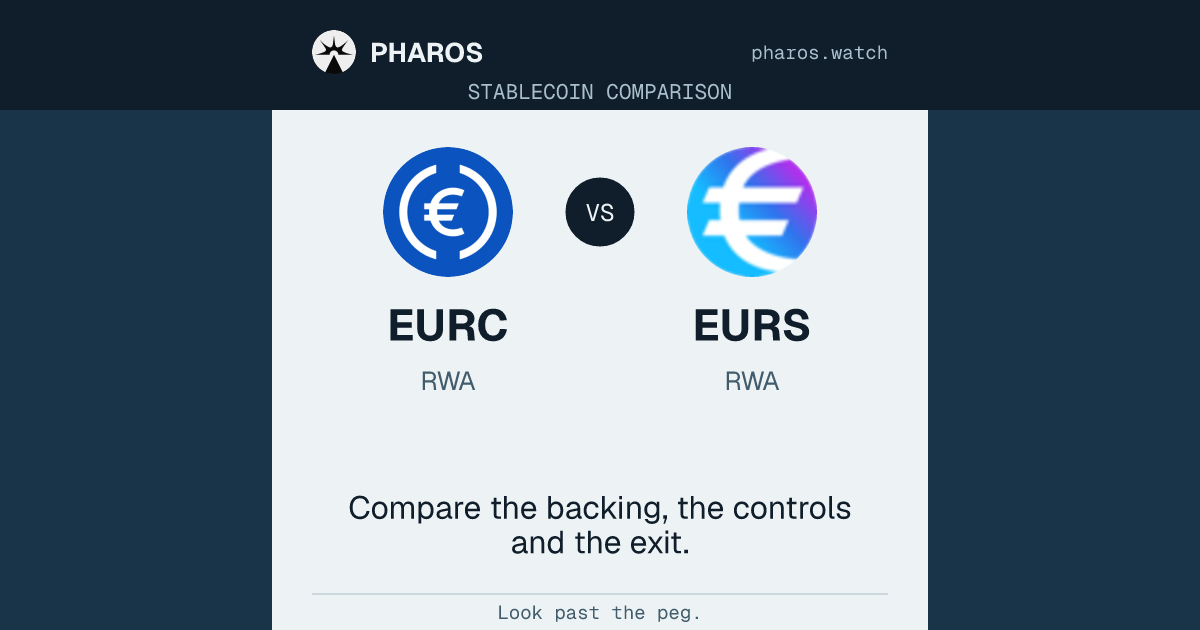 PHAROS
pharos.watch
STABLECOIN COMPARISON
€
VS
€
EURC
EURS
RWA
RWA
Compare the backing, the controls
and the exit.
Look past the peg.